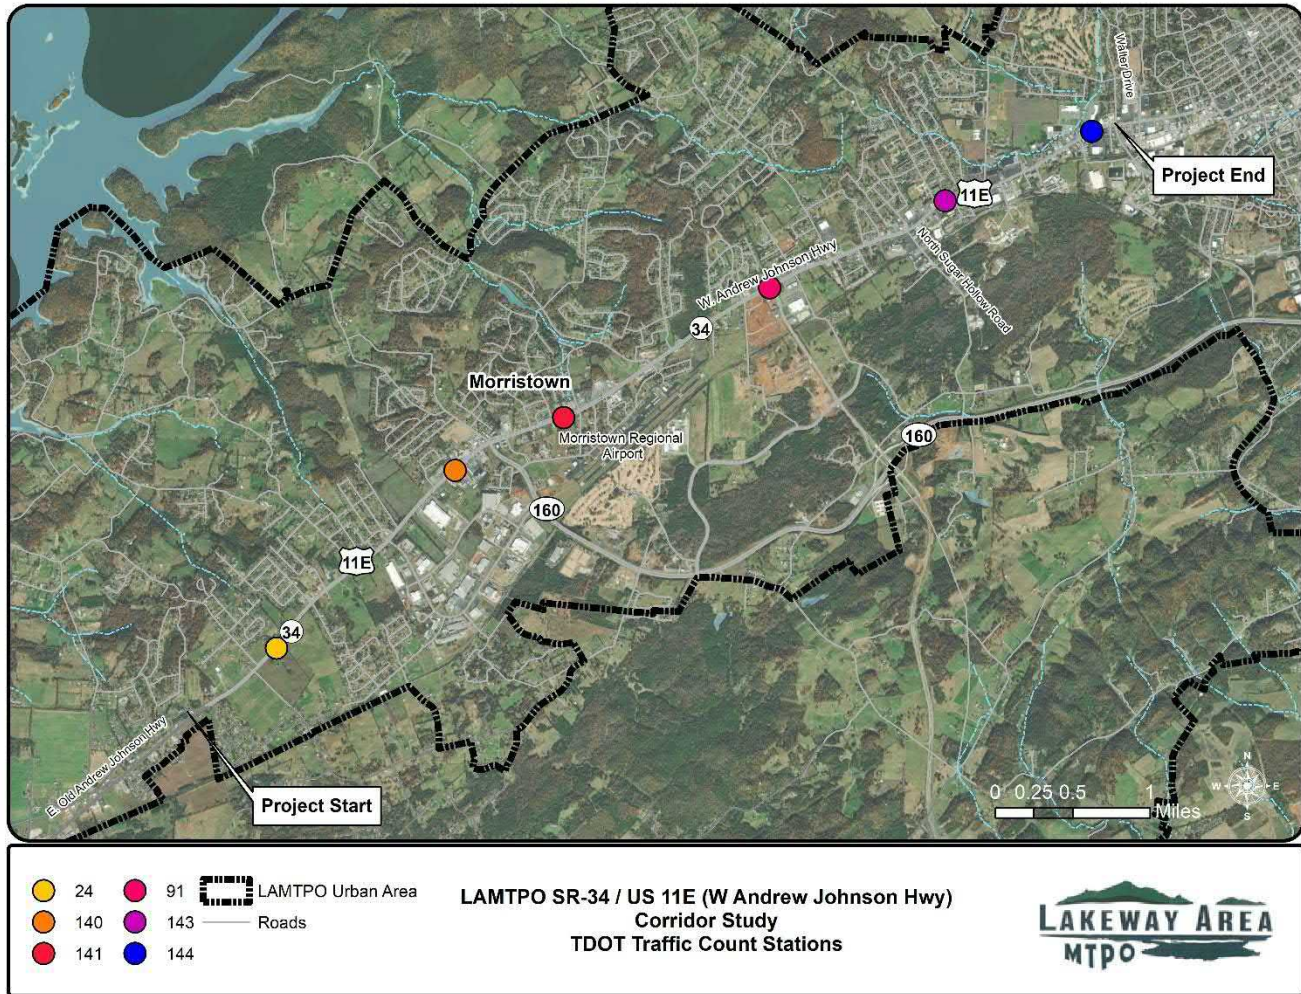 Walter Drive
Project End
11E
North Sugar Hollow Road
W. Andrew Johnson Hwy
34
Morristown
160
Morristown Regional
Airport
160
11E
34
E. Old Andrew Johnson Hwy
Project Start
N
W E
S
0 0.25 0.5 1
Miles
24 91 LAMTPO Urban Area
140 143 Roads
141 144
LAMTPO SR-34 / US 11E (W Andrew Johnson Hwy)
Corridor Study
TDOT Traffic Count Stations
LAKEWAY AREA
MTPO